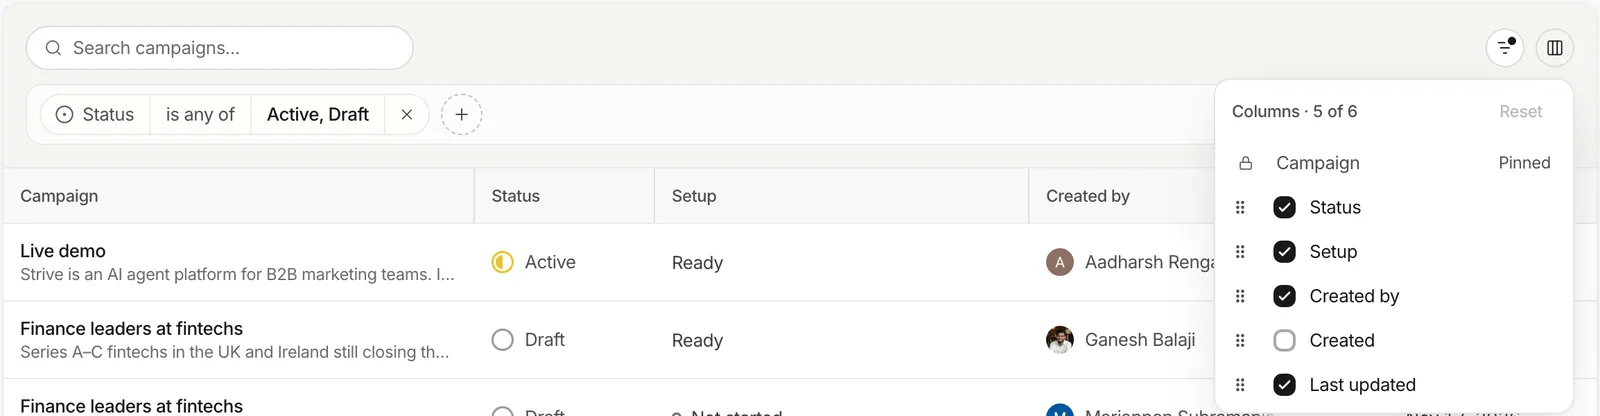 Search campaigns...
Status is any of Active, Draft
Columns · 5 of 6 Reset
Campaign Pinned
Status
Setup
Created by
Created
Last updated
Campaign Status Setup Created by
Live demo
Strive is an AI agent platform for B2B marketing teams. I...
Active Ready A Aadharsh Renga
Finance leaders at fintechs
Series A–C fintechs in the UK and Ireland still closing th...
Draft Ready Ganesh Balaji
Finance leaders at fintechs
Draft Not started